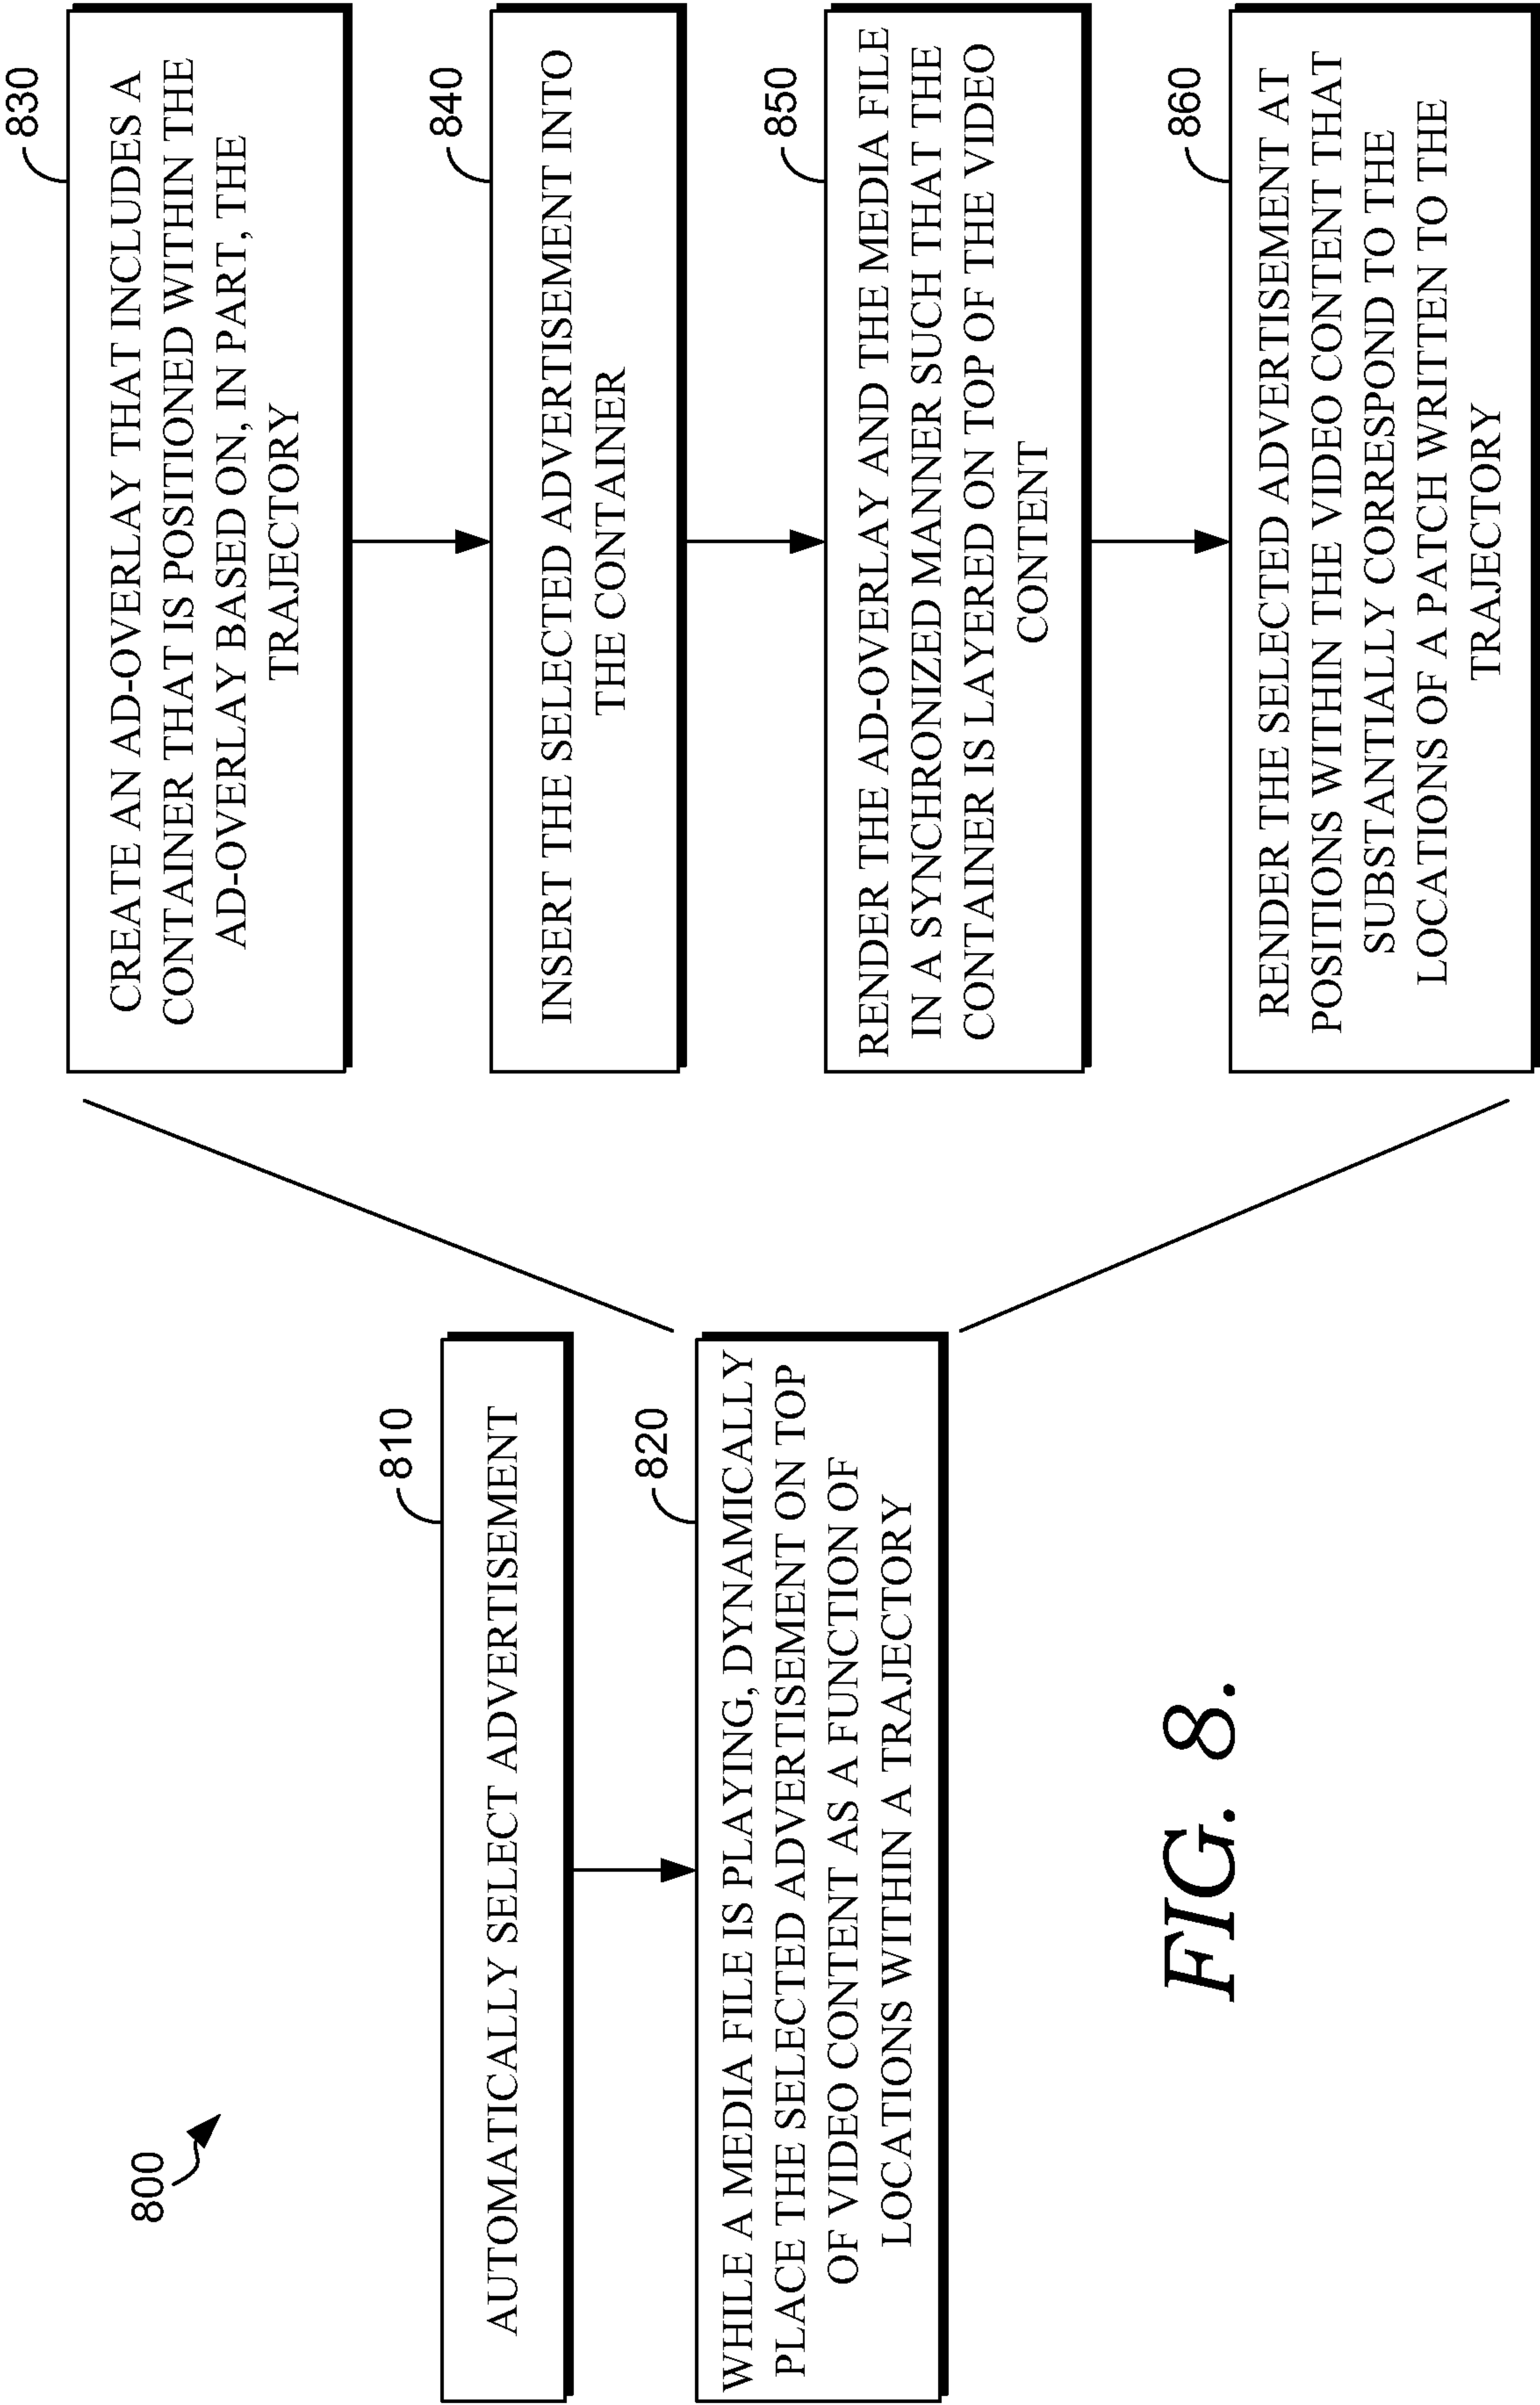 800
810
AUTOMATICALLY SELECT ADVERTISEMENT
820
WHILE A MEDIA FILE IS PLAYING, DYNAMICALLY
PLACE THE SELECTED ADVERTISEMENT ON TOP
OF VIDEO CONTENT AS A FUNCTION OF
LOCATIONS WITHIN A TRAJECTORY
830
CREATE AN AD-OVERLAY THAT INCLUDES A
CONTAINER THAT IS POSITIONED WITHIN THE
AD-OVERLAY BASED ON, IN PART, THE
TRAJECTORY
840
INSERT THE SELECTED ADVERTISEMENT INTO
THE CONTAINER
850
RENDER THE AD-OVERLAY AND THE MEDIA FILE
IN A SYNCHRONIZED MANNER SUCH THAT THE
CONTAINER IS LAYERED ON TOP OF THE VIDEO
CONTENT
860
RENDER THE SELECTED ADVERTISEMENT AT
POSITIONS WITHIN THE VIDEO CONTENT THAT
SUBSTANTIALLY CORRESPOND TO THE
LOCATIONS OF A PATCH WRITTEN TO THE
TRAJECTORY
FIG. 8.